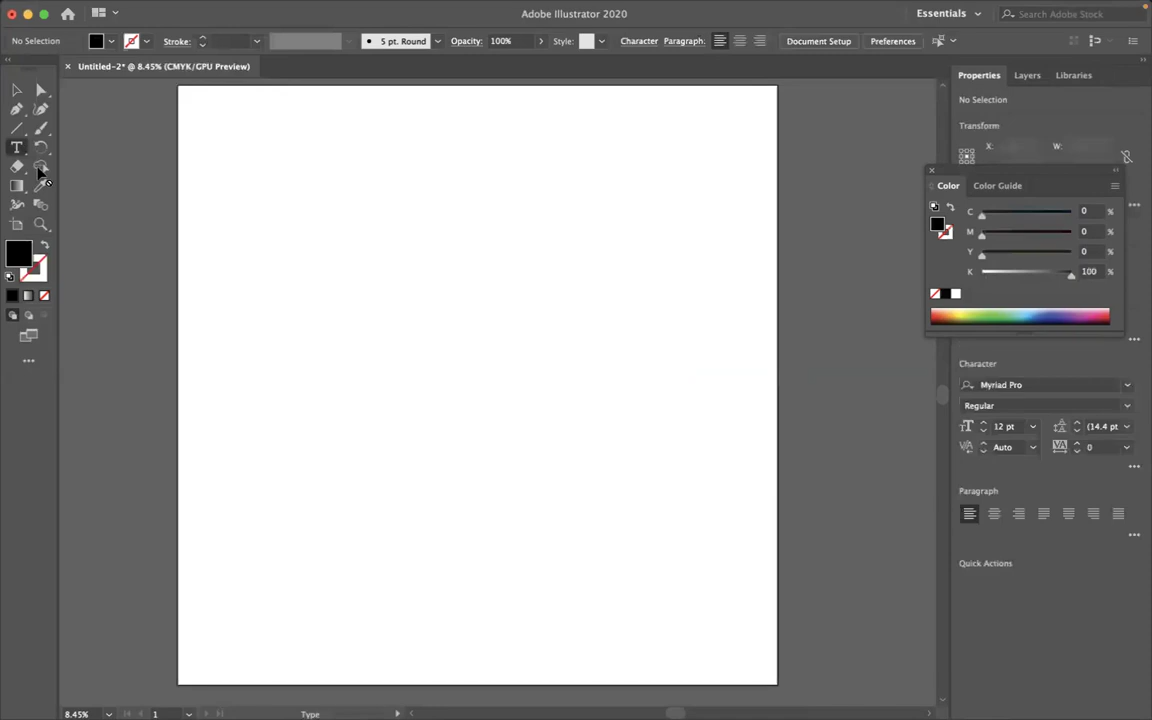 Adobe Illustrator 2020
Essentials
Search Adobe Stock
No Selection
Stroke:
5 pt. Round
Opacity: 100%
Style:
Character
Paragraph:
Document Setup
Preferences
Untitled-2* @ 8.45% (CMYK/GPU Preview)
Properties
Layers
Libraries
No Selection
Transform
X:
W:
Color
Color Guide
C 0 %
M 0 %
Y 0 %
K 100 %
Character
Myriad Pro
Regular
12 pt
(14.4 pt
Auto
0
Paragraph
Quick Actions
8.45%
1
Type